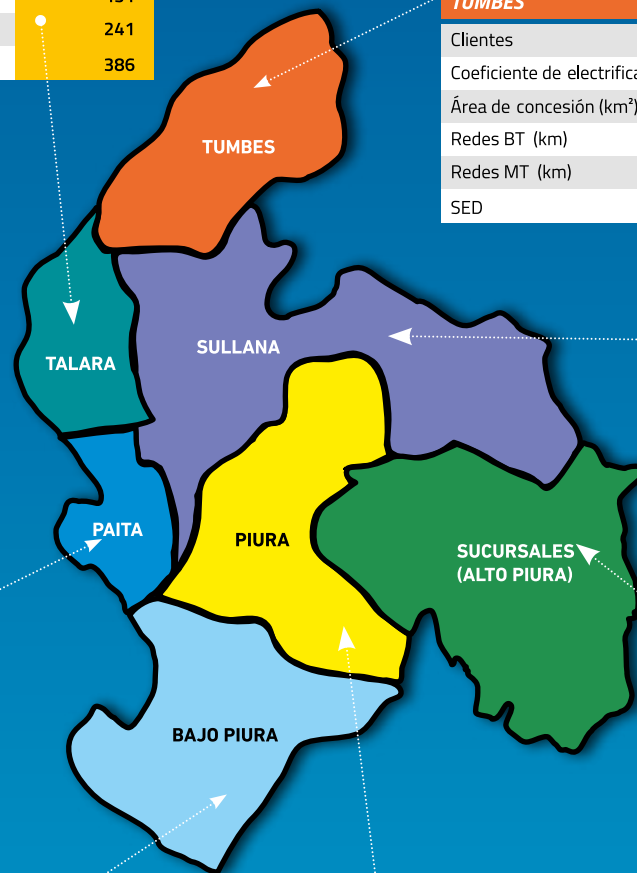 241
386
TUMBES
Clientes
Coeficiente de electrifica
Área de concesión (km²)
Redes BT (km)
Redes MT (km)
SED
TUMBES
SULLANA
TALARA
PAITA
PIURA
SUCURSALES
(ALTO PIURA)
BAJO PIURA